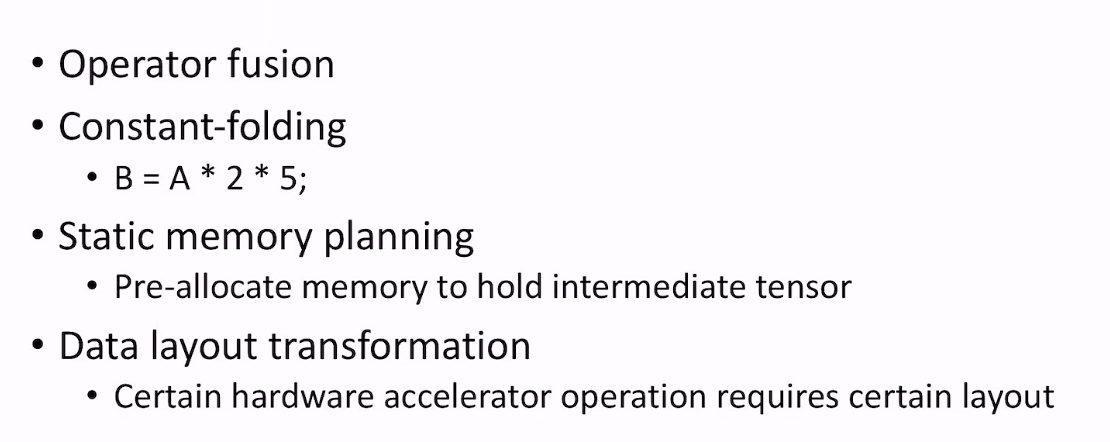 • Operator fusion
• Constant-folding
• B = A * 2 * 5;
• Static memory planning
• Pre-allocate memory to hold intermediate tensor
• Data layout transformation
• Certain hardware accelerator operation requires certain layout